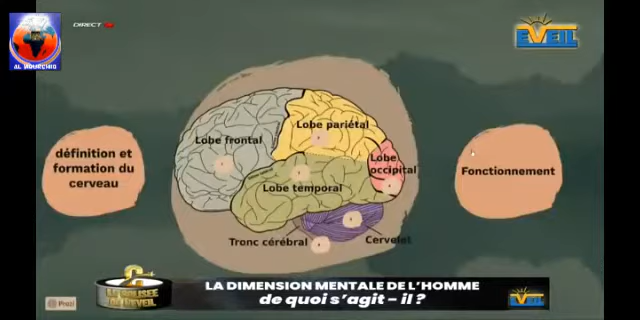 DIRECT
EVEIL
AL MOURCHID
Lobe pariétal
Lobe frontal
définition et
formation du
cerveau
Lobe
occipital
Fonctionnement
Lobe temporal
Tronc cérébral
Cervelet
Prezi
LA DIMENSION MENTALE DE L'HOMME
de quoi s'agit - il ?
EVEIL